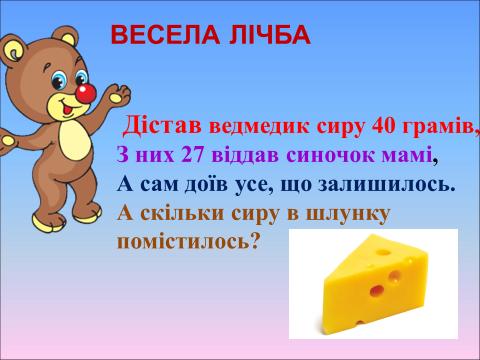 ВЕСЕЛА ЛІЧБА
Дістав ведмедик сиру 40 грамів,
З них 27 віддав синочок мамі,
А сам доїв усе, що залишилось.
А скільки сиру в шлунку
помістилось?